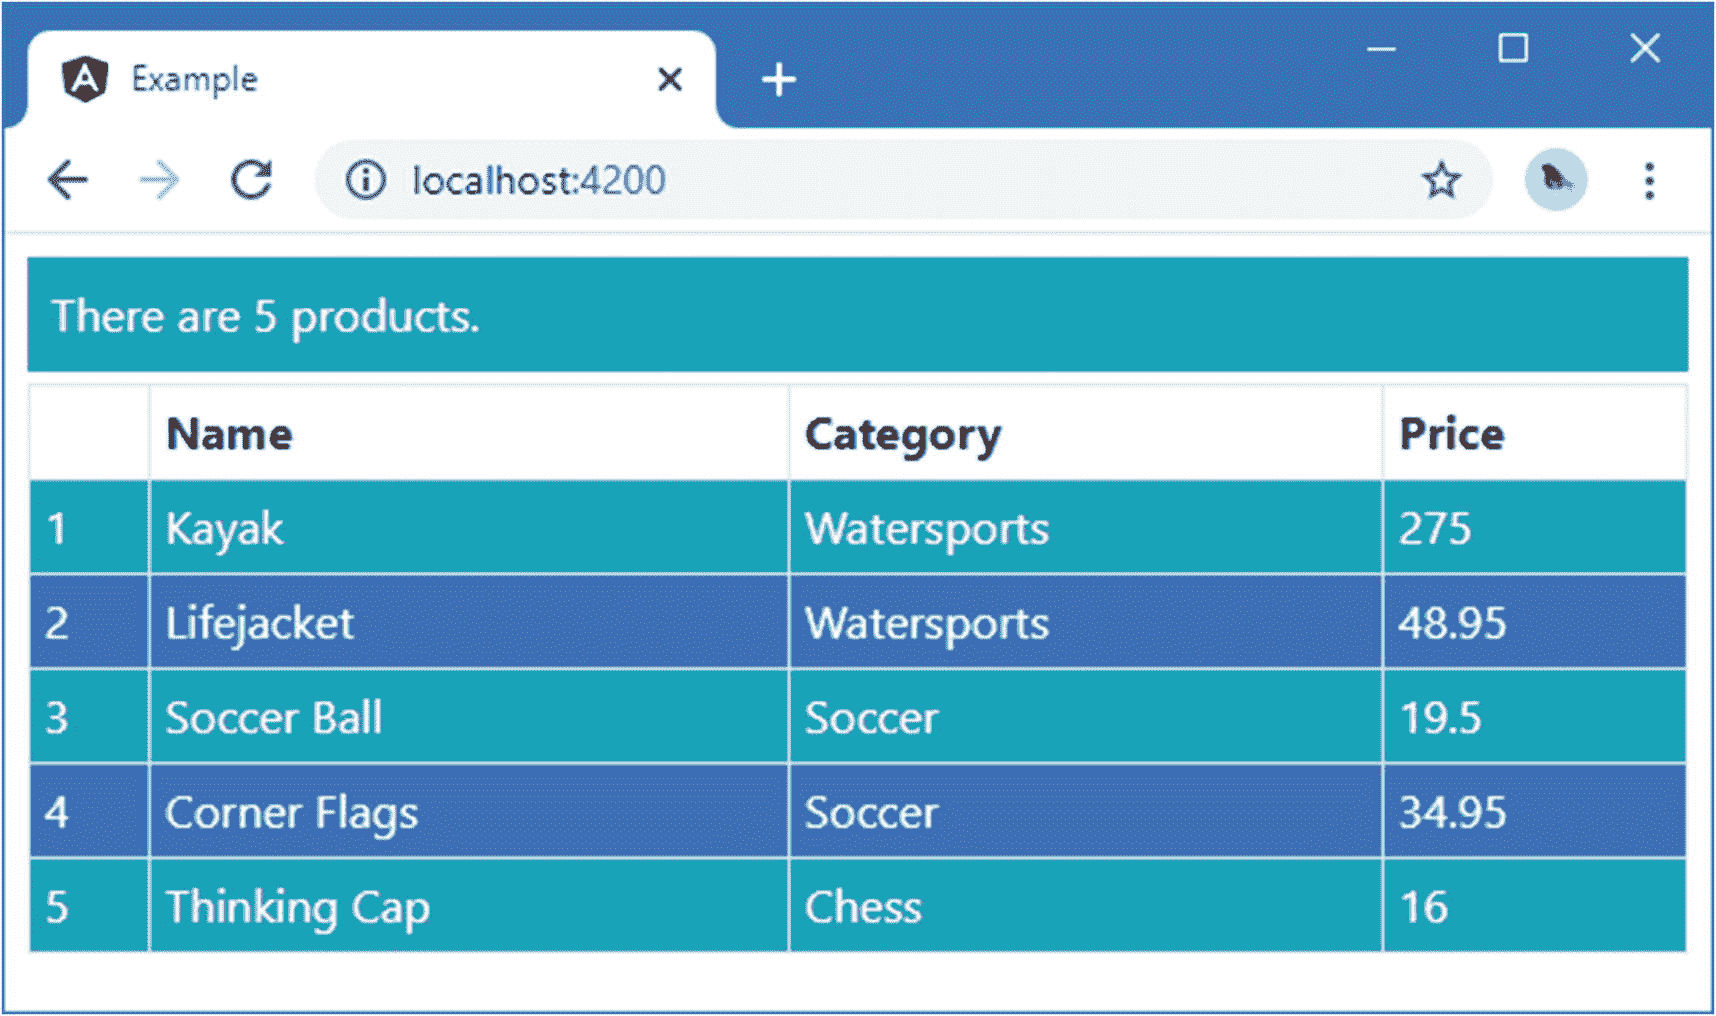 Example
localhost:4200
There are 5 products.
Name Category Price
1 Kayak Watersports 275
2 Lifejacket Watersports 48.95
3 Soccer Ball Soccer 19.5
4 Corner Flags Soccer 34.95
5 Thinking Cap Chess 16